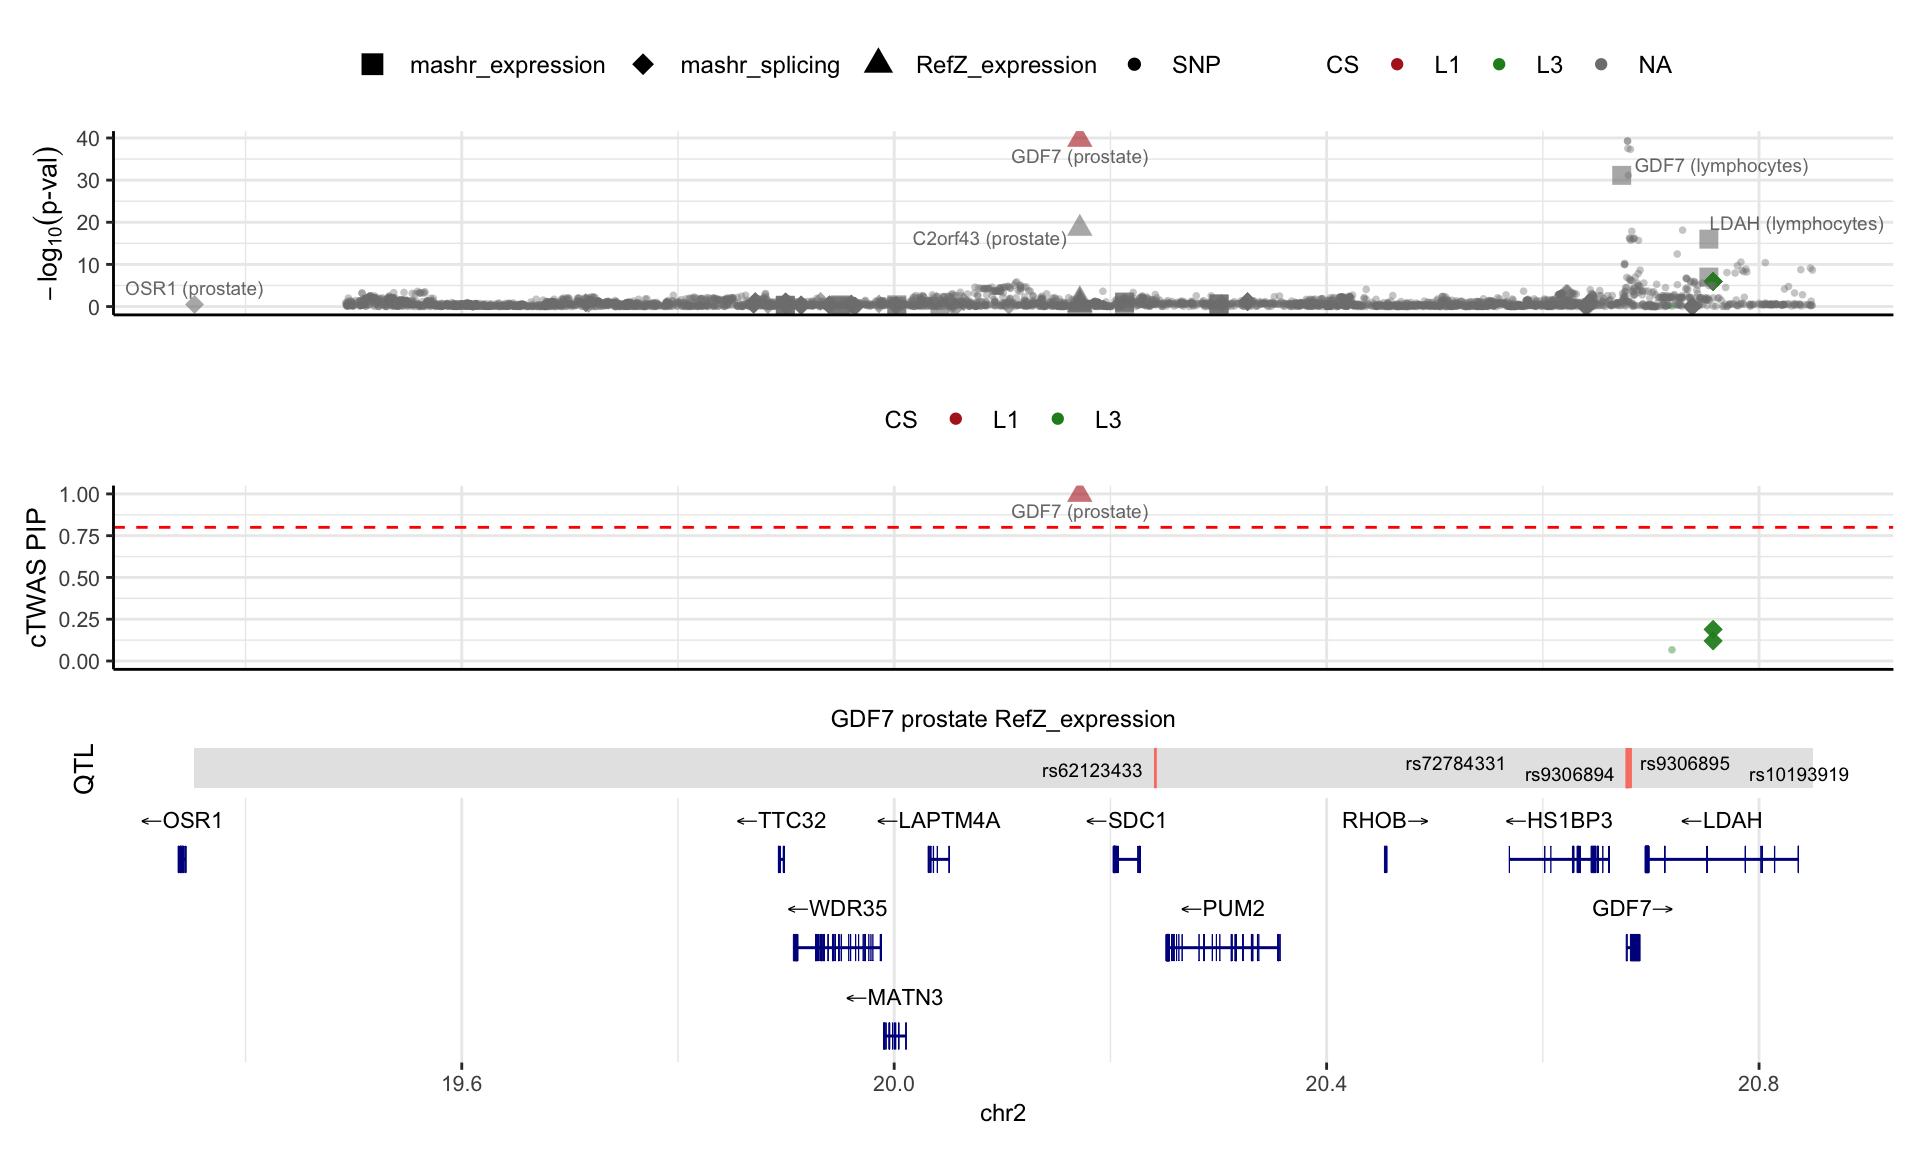 mashr_expression mashr_splicing RefZ_expression SNP CS L1 L3 NA
−log10(p-val)
40
30
20
10
0
GDF7 (prostate)
GDF7 (lymphocytes)
C2orf43 (prostate)
LDAH (lymphocytes)
OSR1 (prostate)
CS L1 L3
cTWAS PIP
1.00
0.75
0.50
0.25
0.00
GDF7 (prostate)
GDF7 prostate RefZ_expression
QTL
rs62123433 rs72784331 rs9306894 rs9306895 rs10193919
←OSR1 ←TTC32 ←LAPTM4A ←SDC1 RHOB→ ←HS1BP3 ←LDAH
←WDR35 ←PUM2 GDF7→
←MATN3
19.6 20.0 20.4 20.8
chr2